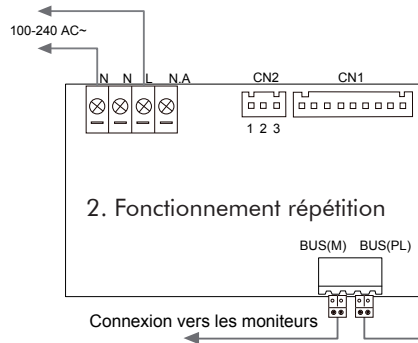 100-240 AC~
N N L N.A
CN2 CN1
1 2 3
2. Fonctionnement répétition
BUS(M) BUS(PL)
Connexion vers les moniteurs